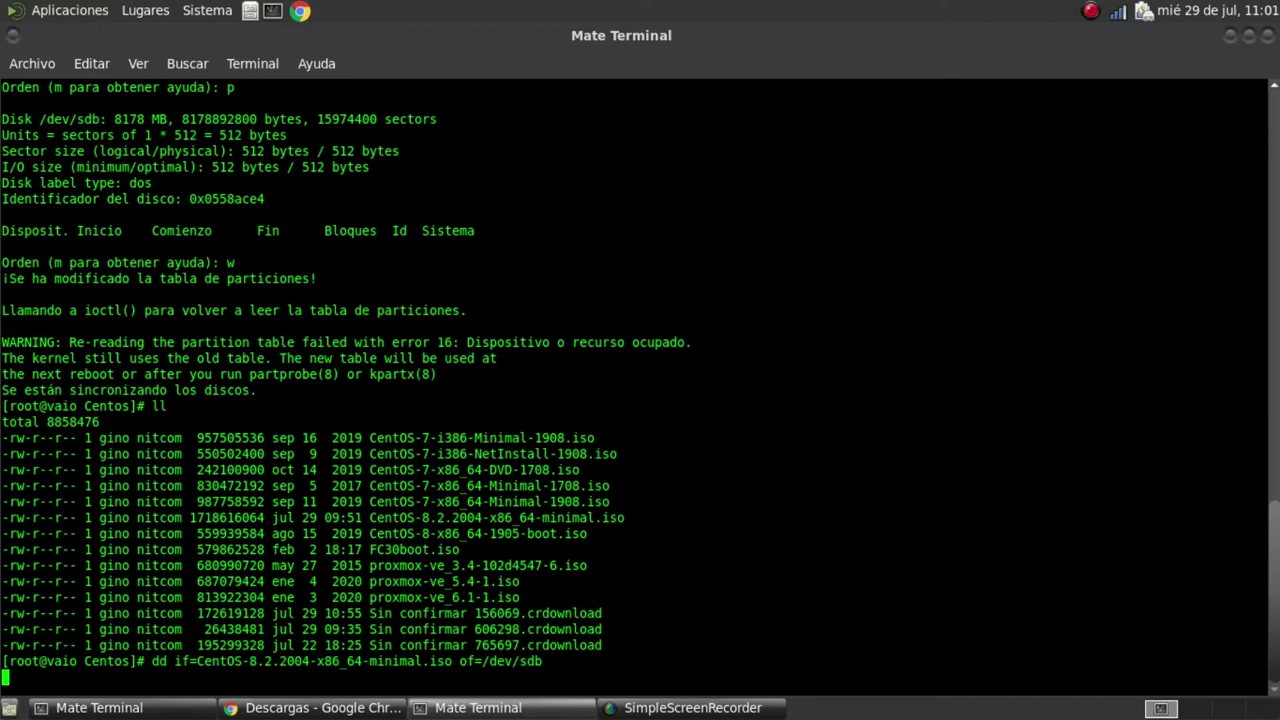 Aplicaciones Lugares Sistema mié 29 de jul, 11:01
Mate Terminal
Archivo Editar Ver Buscar Terminal Ayuda
Orden (m para obtener ayuda): p
Disk /dev/sdb: 8178 MB, 8178892800 bytes, 15974400 sectors
Units = sectors of 1 * 512 = 512 bytes
Sector size (logical/physical): 512 bytes / 512 bytes
I/O size (minimum/optimal): 512 bytes / 512 bytes
Disk label type: dos
Identificador del disco: 0x0558ace4
Disposit. Inicio    Comienzo      Fin      Bloques  Id  Sistema
Orden (m para obtener ayuda): w
¡Se ha modificado la tabla de particiones!
Llamando a ioctl() para volver a leer la tabla de particiones.
WARNING: Re-reading the partition table failed with error 16: Dispositivo o recurso ocupado.
The kernel still uses the old table. The new table will be used at
the next reboot or after you run partprobe(8) or kpartx(8)
Se están sincronizando los discos.
[root@vaio Centos]# ll
total 8858476
-rw-r--r-- 1 gino nitcom  957505536 sep 16  2019 CentOS-7-i386-Minimal-1908.iso
-rw-r--r-- 1 gino nitcom  550502400 sep  9  2019 CentOS-7-i386-NetInstall-1908.iso
-rw-r--r-- 1 gino nitcom  242100900 oct 14  2019 CentOS-7-x86_64-DVD-1708.iso
-rw-r--r-- 1 gino nitcom  830472192 sep  5  2017 CentOS-7-x86_64-Minimal-1708.iso
-rw-r--r-- 1 gino nitcom  987758592 sep 11  2019 CentOS-7-x86_64-Minimal-1908.iso
-rw-r--r-- 1 gino nitcom 1718616064 jul 29 09:51 CentOS-8.2.2004-x86_64-minimal.iso
-rw-r--r-- 1 gino nitcom  559939584 ago 15  2019 CentOS-8-x86_64-1905-boot.iso
-rw-r--r-- 1 gino nitcom  579862528 feb  2 18:17 FC30boot.iso
-rw-r--r-- 1 gino nitcom  680990720 may 27  2015 proxmox-ve_3.4-102d4547-6.iso
-rw-r--r-- 1 gino nitcom  687079424 ene  4  2020 proxmox-ve_5.4-1.iso
-rw-r--r-- 1 gino nitcom  813922304 ene  3  2020 proxmox-ve_6.1-1.iso
-rw-r--r-- 1 gino nitcom  172619128 jul 29 10:55 Sin confirmar 156069.crdownload
-rw-r--r-- 1 gino nitcom   26438481 jul 29 09:35 Sin confirmar 606298.crdownload
-rw-r--r-- 1 gino nitcom  195299328 jul 22 18:25 Sin confirmar 765697.crdownload
[root@vaio Centos]# dd if=CentOS-8.2.2004-x86_64-minimal.iso of=/dev/sdb
Mate Terminal Descargas - Google Chr... Mate Terminal SimpleScreenRecorder